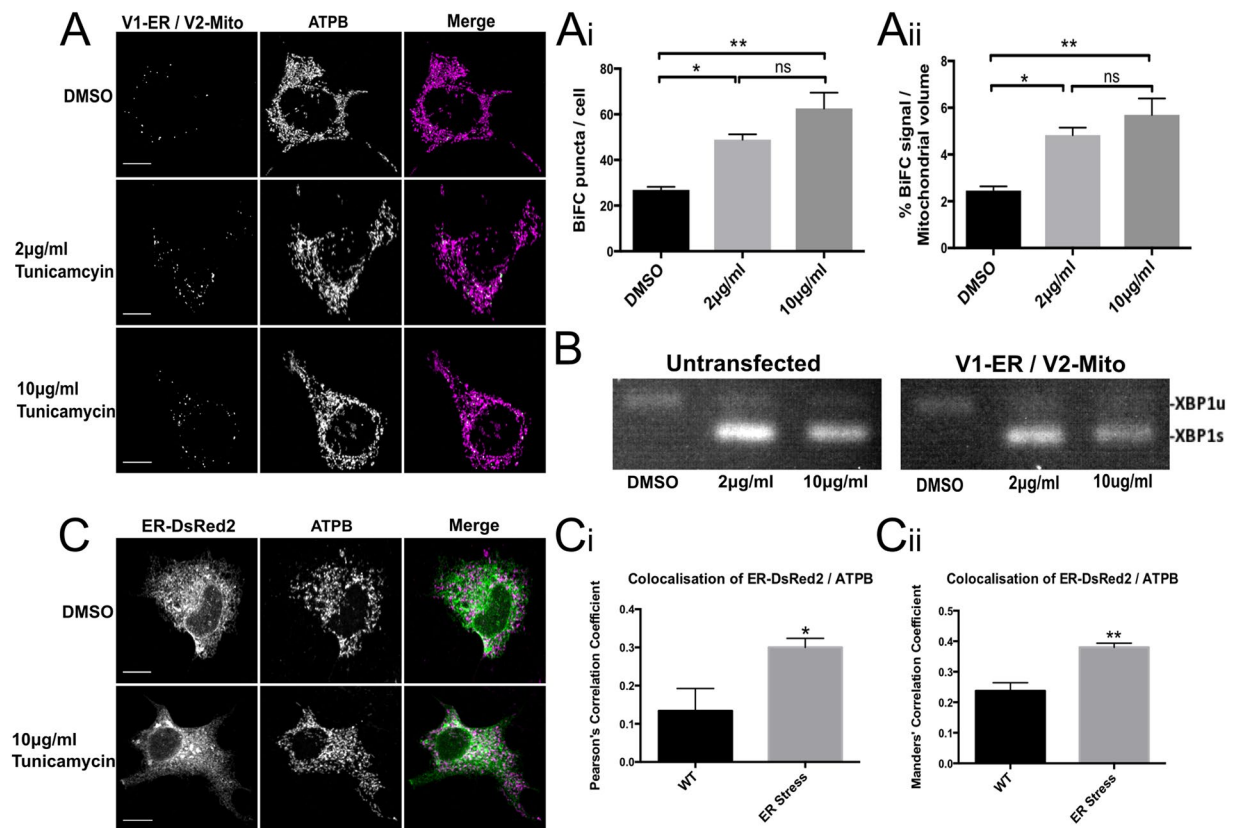 A
V1-ER / V2-Mito
ATPB
Merge
DMSO
2µg/ml
Tunicamcyin
10µg/ml
Tunicamycin
Ai
BiFC puncta / cell
80
60
40
20
0
**
*
ns
DMSO
2µg/ml
10µg/ml
Aii
% BiFC signal /
Mitochondrial volume
8
6
4
2
0
**
*
ns
DMSO
2µg/ml
10µg/ml
B
Untransfected
V1-ER / V2-Mito
-XBP1u
-XBP1s
DMSO
2µg/ml
10µg/ml
DMSO
2µg/ml
10ug/ml
C
ER-DsRed2
ATPB
Merge
DMSO
10µg/ml
Tunicamycin
Ci
Colocalisation of ER-DsRed2 / ATPB
Pearson's Correlation Coefficient
0.4
0.3
0.2
0.1
0.0
*
WT
ER Stress
Cii
Colocalisation of ER-DsRed2 / ATPB
Manders' Correlation Coefficient
0.5
0.4
0.3
0.2
0.1
0.0
**
WT
ER Stress